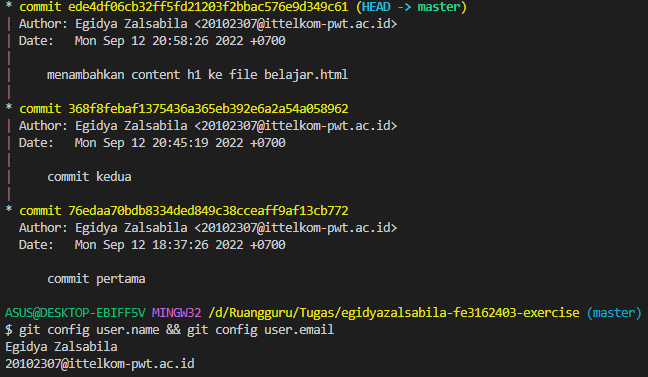 * commit ede4df06cb32ff5fd21203f2bbac576e9d349c61 (HEAD -> master)
| Author: Egidya Zalsabila <20102307@ittelkom-pwt.ac.id>
| Date:   Mon Sep 12 20:58:26 2022 +0700
|
|     menambahkan content h1 ke file belajar.html
|
* commit 368f8febaf1375436a365eb392e6a2a54a058962
| Author: Egidya Zalsabila <20102307@ittelkom-pwt.ac.id>
| Date:   Mon Sep 12 20:45:19 2022 +0700
|
|     commit kedua
|
* commit 76edaa70bdb8334ded849c38cceaff9af13cb772
  Author: Egidya Zalsabila <20102307@ittelkom-pwt.ac.id>
  Date:   Mon Sep 12 18:37:26 2022 +0700

      commit pertama

ASUS@DESKTOP-EBIFF5V MINGW32 /d/Ruangguru/Tugas/egidyazalsabila-fe3162403-exercise (master)
$ git config user.name && git config user.email
Egidya Zalsabila
20102307@ittelkom-pwt.ac.id